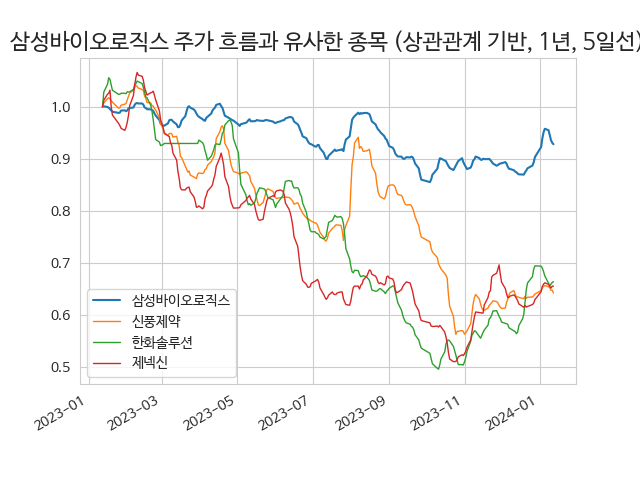 삼성바이오로직스 주가 흐름과 유사한 종목 (상관관계 기반, 1년, 5일선)
1.0
0.9
0.8
0.7
0.6
0.5
삼성바이오로직스
신풍제약
한화솔루션
제넥신
2023-01
2023-03
2023-05
2023-07
2023-09
2023-11
2024-01